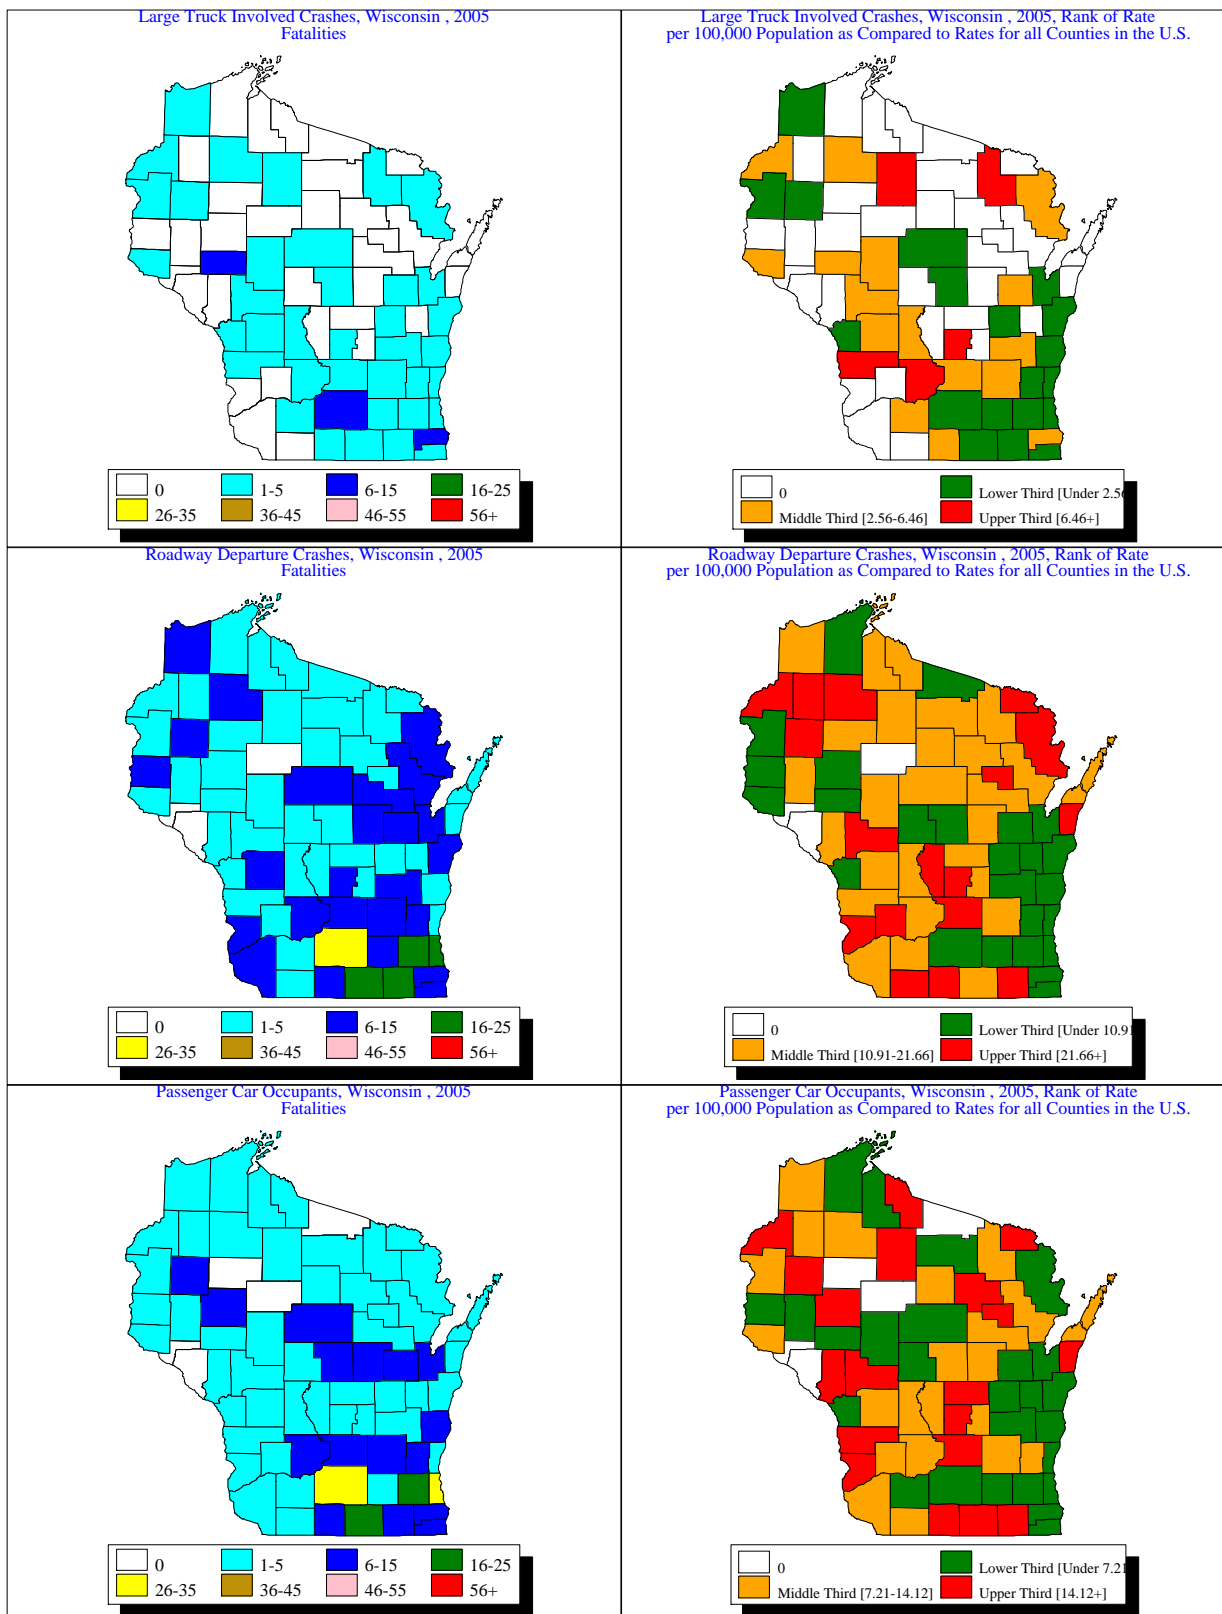 Large Truck Involved Crashes, Wisconsin , 2005
Fatalities
0
1-5
6-15
16-25
26-35
36-45
46-55
56+
Large Truck Involved Crashes, Wisconsin , 2005, Rank of Rate
per 100,000 Population as Compared to Rates for all Counties in the U.S.
0
Lower Third [Under 2.56
Middle Third [2.56-6.46]
Upper Third [6.46+]
Roadway Departure Crashes, Wisconsin , 2005
Fatalities
0
1-5
6-15
16-25
26-35
36-45
46-55
56+
Roadway Departure Crashes, Wisconsin , 2005, Rank of Rate
per 100,000 Population as Compared to Rates for all Counties in the U.S.
0
Lower Third [Under 10.91
Middle Third [10.91-21.66]
Upper Third [21.66+]
Passenger Car Occupants, Wisconsin , 2005
Fatalities
0
1-5
6-15
16-25
26-35
36-45
46-55
56+
Passenger Car Occupants, Wisconsin , 2005, Rank of Rate
per 100,000 Population as Compared to Rates for all Counties in the U.S.
0
Lower Third [Under 7.21
Middle Third [7.21-14.12]
Upper Third [14.12+]